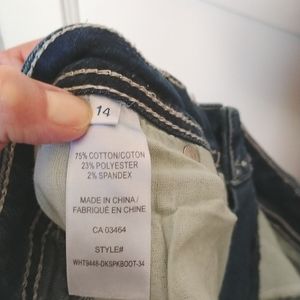 14
75% COTTON/COTON
23% POLYESTER
2% SPANDEX
MADE IN CHINA/
FABRIQUÉ EN CHINE
CA 03464
STYLE#
WHT9448-DKSPKBOOT-34